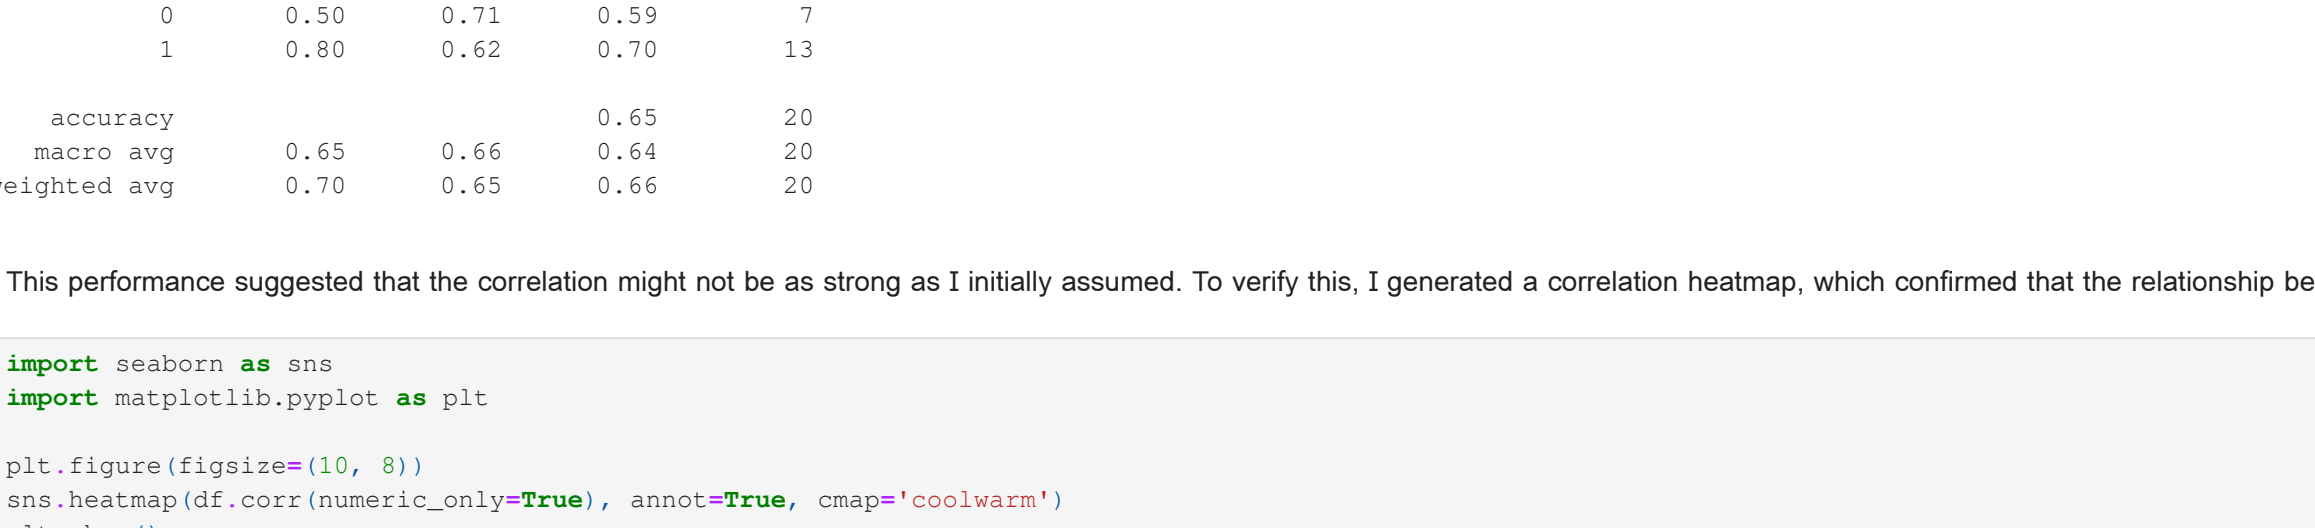 0 0.50 0.71 0.59 7
1 0.80 0.62 0.70 13
accuracy 0.65 20
macro avg 0.65 0.66 0.64 20
weighted avg 0.70 0.65 0.66 20
This performance suggested that the correlation might not be as strong as I initially assumed. To verify this, I generated a correlation heatmap, which confirmed that the relationship be
import seaborn as sns
import matplotlib.pyplot as plt
plt.figure(figsize=(10, 8))
sns.heatmap(df.corr(numeric_only=True), annot=True, cmap='coolwarm')